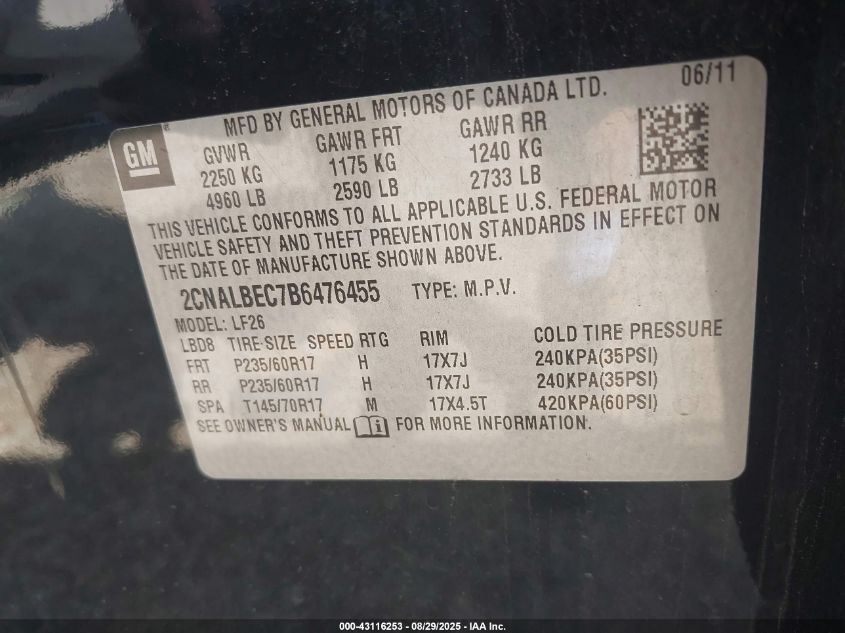 06/11
MFD BY GENERAL MOTORS OF CANADA LTD.
GM
GVWR GAWR FRT GAWR RR
2250 KG 1175 KG 1240 KG
4960 LB 2590 LB 2733 LB
THIS VEHICLE CONFORMS TO ALL APPLICABLE U.S. FEDERAL MOTOR
VEHICLE SAFETY AND THEFT PREVENTION STANDARDS IN EFFECT ON
THE DATE OF MANUFACTURE SHOWN ABOVE.
2CNALBEC7B6476455 TYPE: M.P.V.
MODEL: LF26
LBD8 TIRE SIZE SPEED RTG RIM COLD TIRE PRESSURE
FRT P235/60R17 H 17X7J 240KPA(35PSI)
RR P235/60R17 H 17X7J 240KPA(35PSI)
SPA T145/70R17 M 17X4.5T 420KPA(60PSI)
SEE OWNER'S MANUAL FOR MORE INFORMATION.
000-43116253 - 08/29/2025 - IAA Inc.